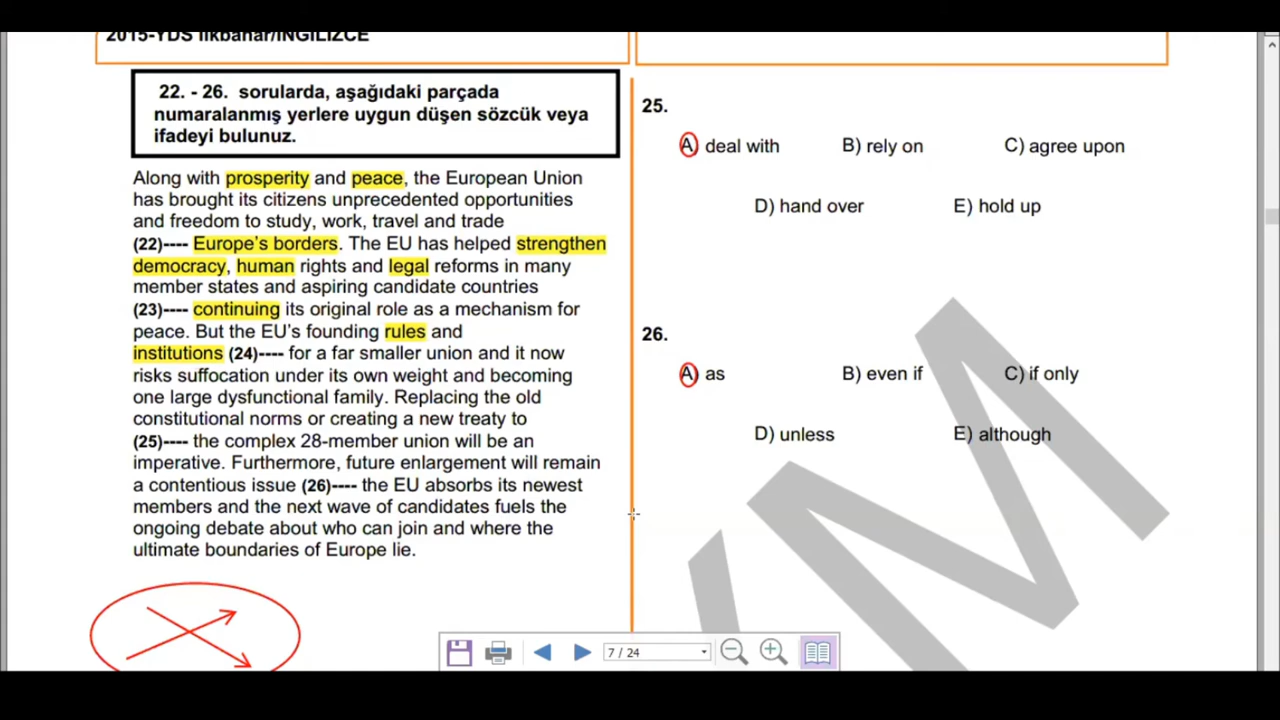 2015-YDS İlkbahar/İNGİLİZCE
22. - 26. sorularda, aşağıdaki parçada
numaralanmış yerlere uygun düşen sözcük veya
ifadeyi bulunuz.
Along with prosperity and peace, the European Union
has brought its citizens unprecedented opportunities
and freedom to study, work, travel and trade
(22)---- Europe’s borders. The EU has helped strengthen
democracy, human rights and legal reforms in many
member states and aspiring candidate countries
(23)---- continuing its original role as a mechanism for
peace. But the EU’s founding rules and
institutions (24)---- for a far smaller union and it now
risks suffocation under its own weight and becoming
one large dysfunctional family. Replacing the old
constitutional norms or creating a new treaty to
(25)---- the complex 28-member union will be an
imperative. Furthermore, future enlargement will remain
a contentious issue (26)---- the EU absorbs its newest
members and the next wave of candidates fuels the
ongoing debate about who can join and where the
ultimate boundaries of Europe lie.
25.
A) deal with B) rely on C) agree upon
D) hand over E) hold up
26.
A) as B) even if C) if only
D) unless E) although
7 / 24